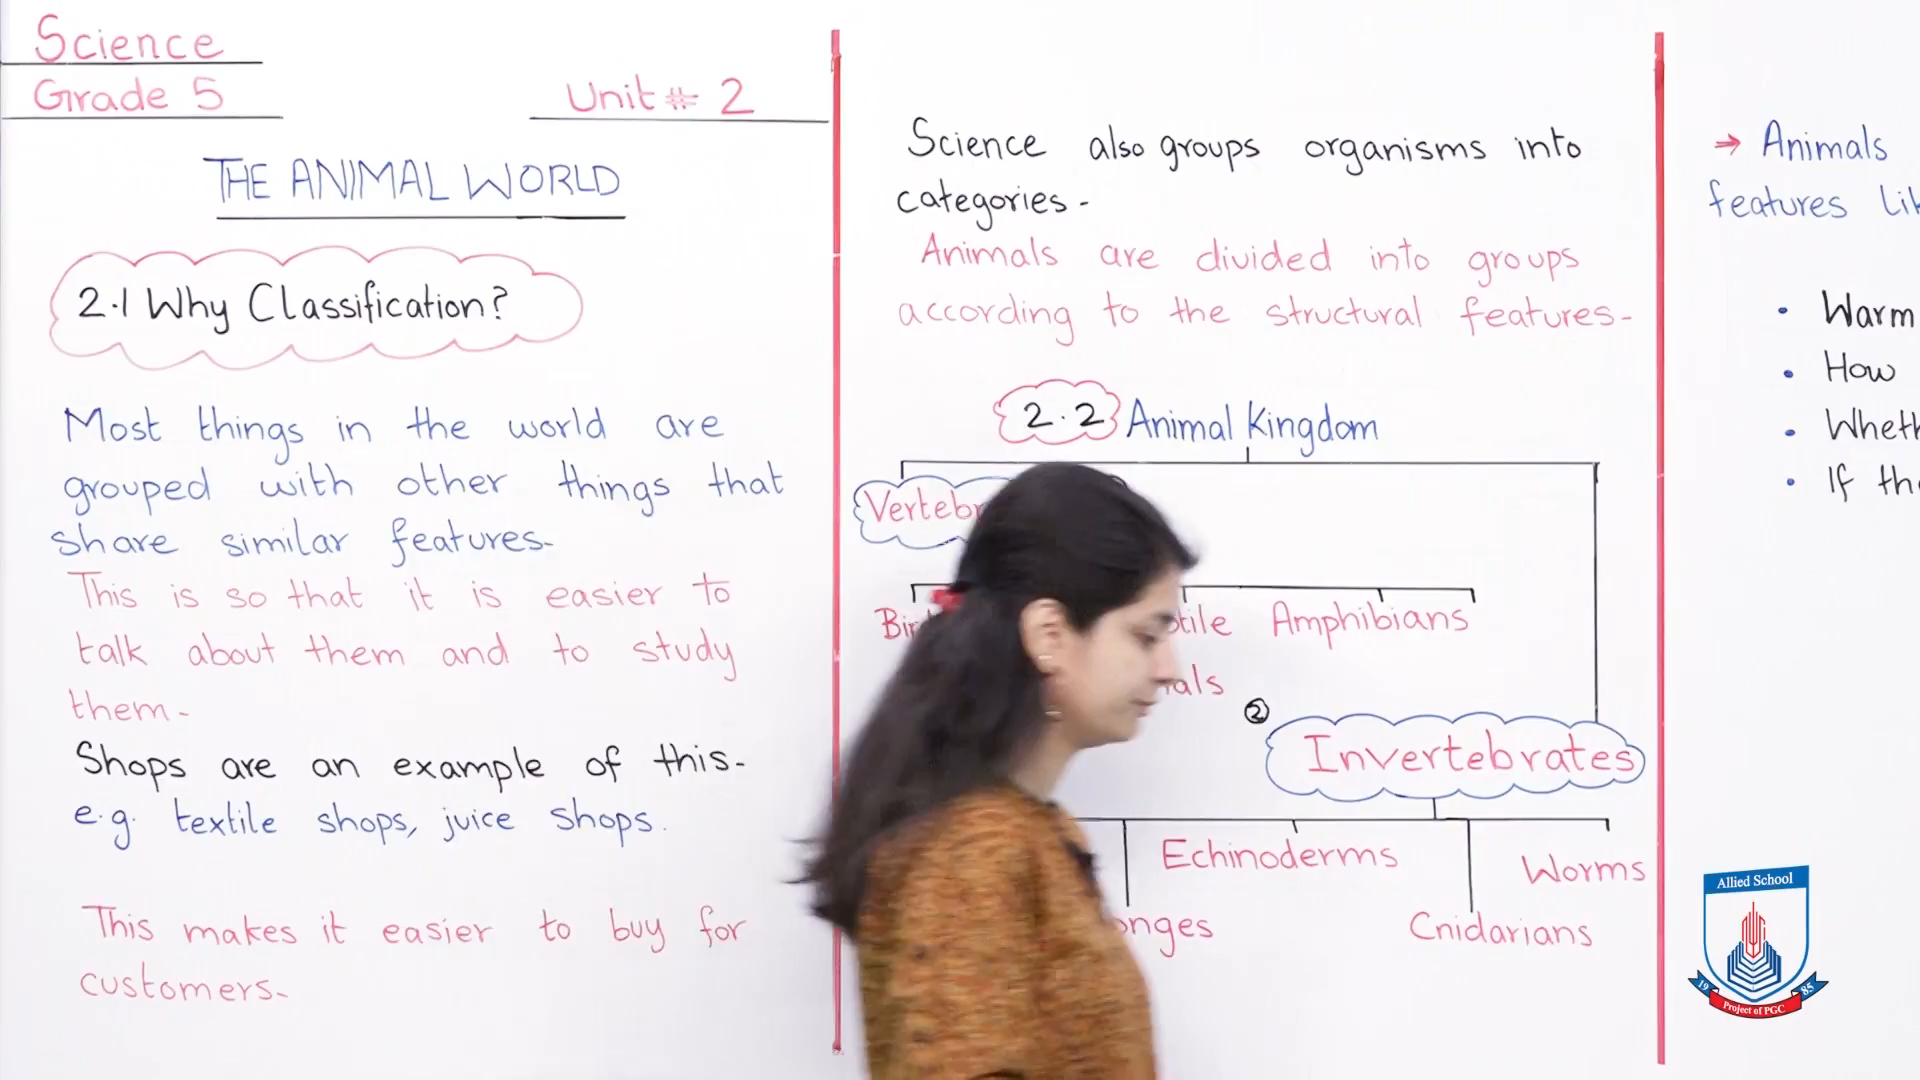 Science
Grade 5
Unit # 2
THE ANIMAL WORLD
2.1 Why Classification?
Most things in the world are
grouped with other things that
share similar features-
This is so that it is easier to
talk about them and to study
them-
Shops are an example of this-
e.g. textile shops, juice shops.
This makes it easier to buy for
customers-
Science also groups organisms into
categories-
Animals are divided into groups
according to the structural features-
2.2 Animal Kingdom
Amphibians
②
Invertebrates
Echinoderms
Worms
Cnidarians
→ Animals
features
• Warm
• How
•
• If
Allied School
19 85
Project of PGC